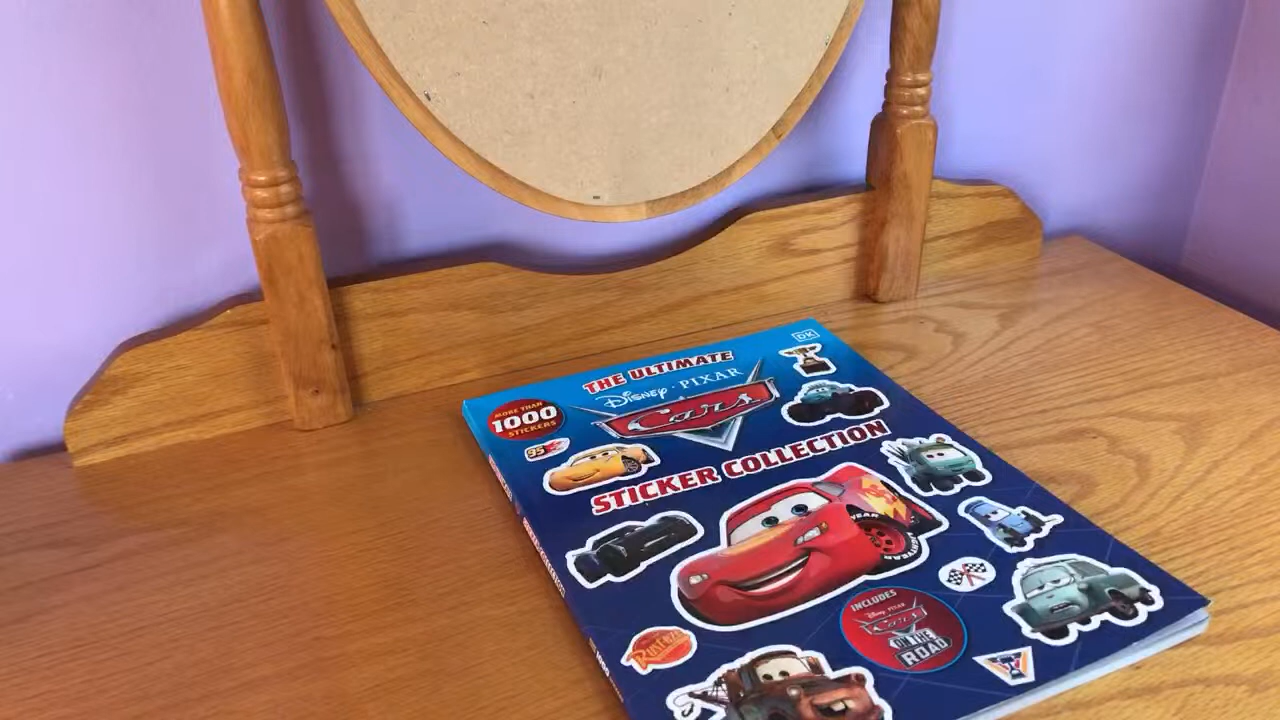 DK
THE ULTIMATE
DISNEY · PIXAR
Cars
STICKER COLLECTION
MORE THAN
1000
STICKERS
95
LIGHTYEAR
INCLUDES
DISNEY · PIXAR
Cars
ON THE
ROAD
Rust-eze